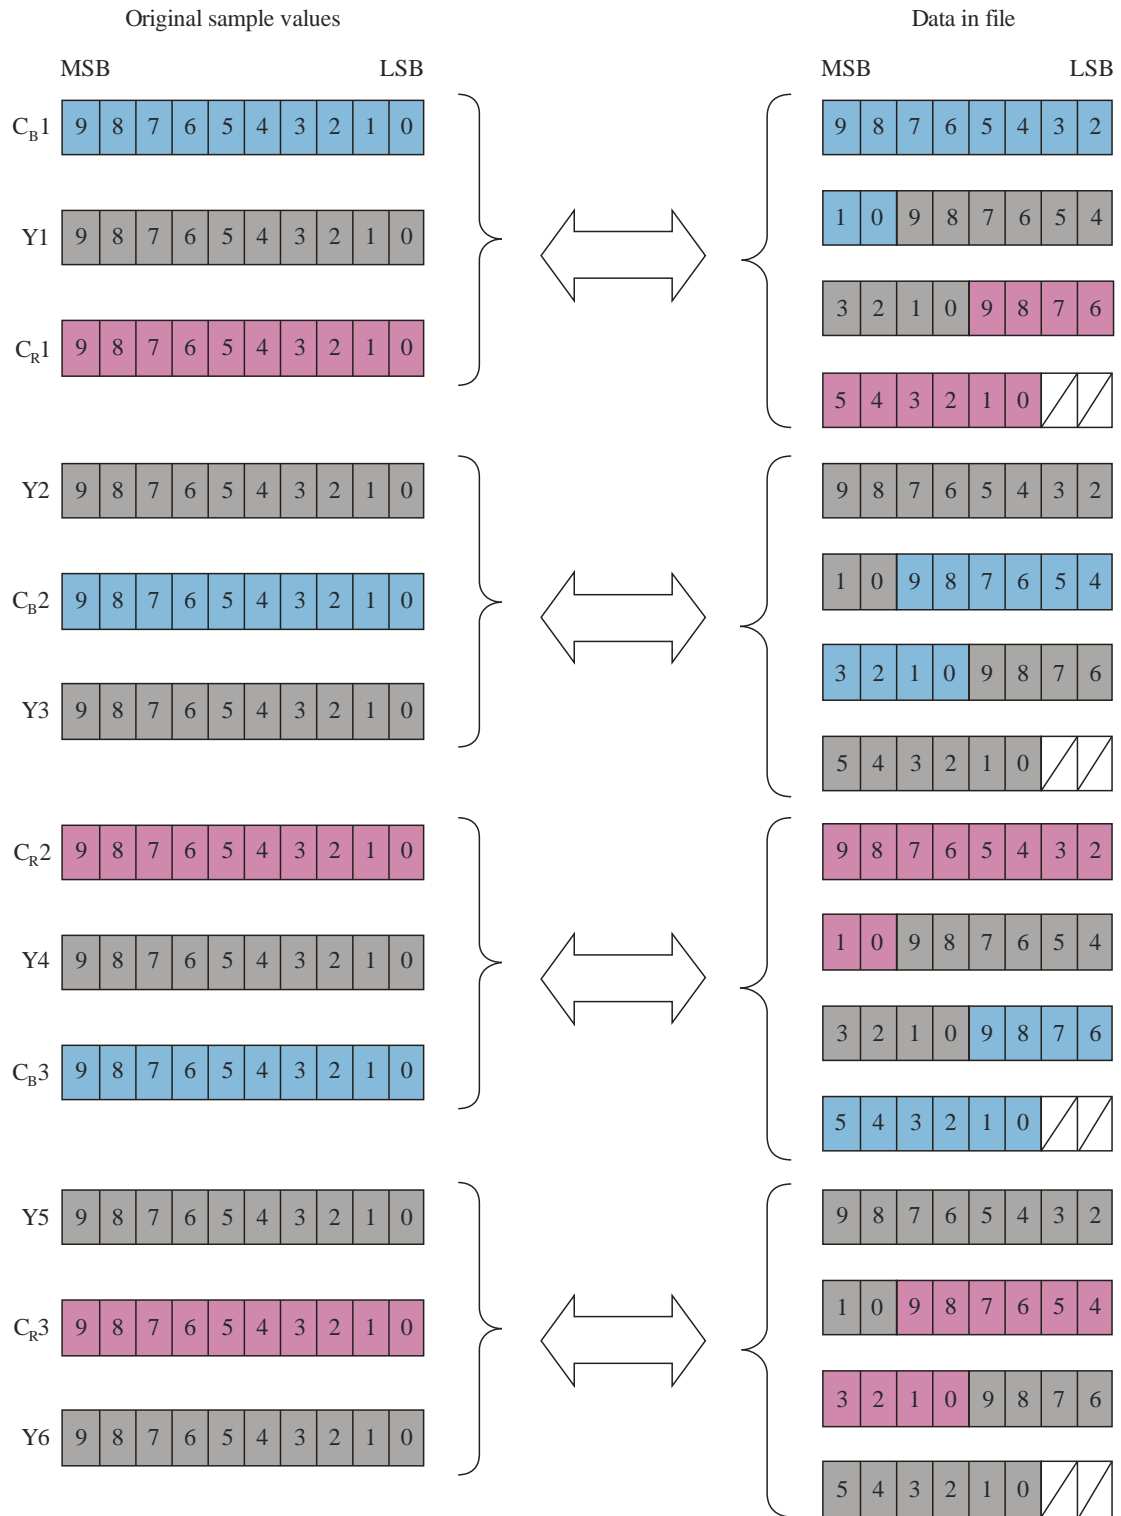 Original sample values Data in file
MSB LSB MSB LSB
C_B1 9 8 7 6 5 4 3 2 1 0 9 8 7 6 5 4 3 2
1 0 9 8 7 6 5 4
Y1 9 8 7 6 5 4 3 2 1 0
3 2 1 0 9 8 7 6
C_R1 9 8 7 6 5 4 3 2 1 0
5 4 3 2 1 0
Y2 9 8 7 6 5 4 3 2 1 0 9 8 7 6 5 4 3 2
1 0 9 8 7 6 5 4
C_B2 9 8 7 6 5 4 3 2 1 0
3 2 1 0 9 8 7 6
Y3 9 8 7 6 5 4 3 2 1 0
5 4 3 2 1 0
C_R2 9 8 7 6 5 4 3 2 1 0 9 8 7 6 5 4 3 2
1 0 9 8 7 6 5 4
Y4 9 8 7 6 5 4 3 2 1 0
3 2 1 0 9 8 7 6
C_B3 9 8 7 6 5 4 3 2 1 0
5 4 3 2 1 0
Y5 9 8 7 6 5 4 3 2 1 0 9 8 7 6 5 4 3 2
1 0 9 8 7 6 5 4
C_R3 9 8 7 6 5 4 3 2 1 0
3 2 1 0 9 8 7 6
Y6 9 8 7 6 5 4 3 2 1 0
5 4 3 2 1 0